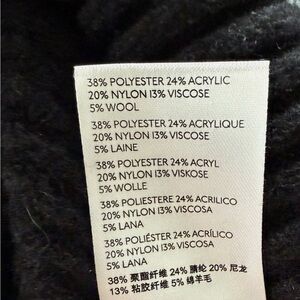 38% POLYESTER 24% ACRYLIC
20% NYLON 13% VISCOSE
5% WOOL
38% POLYESTER 24% ACRYLIQUE
20% NYLON 13% VISCOSE
5% LAINE
38% POLYESTER 24% ACRYL
20% NYLON 13% VISKOSE
5% WOLLE
38% POLIESTERE 24% ACRILICO
20% NYLON 13% VISCOSA
5% LANA
38% POLIÉSTER 24% ACRÍLICO
20% NYLON 13% VISCOSA
5% LANA
38% 聚酯纤维 24% 腈纶 20% 尼龙
13% 粘胶纤维 5% 绵羊毛